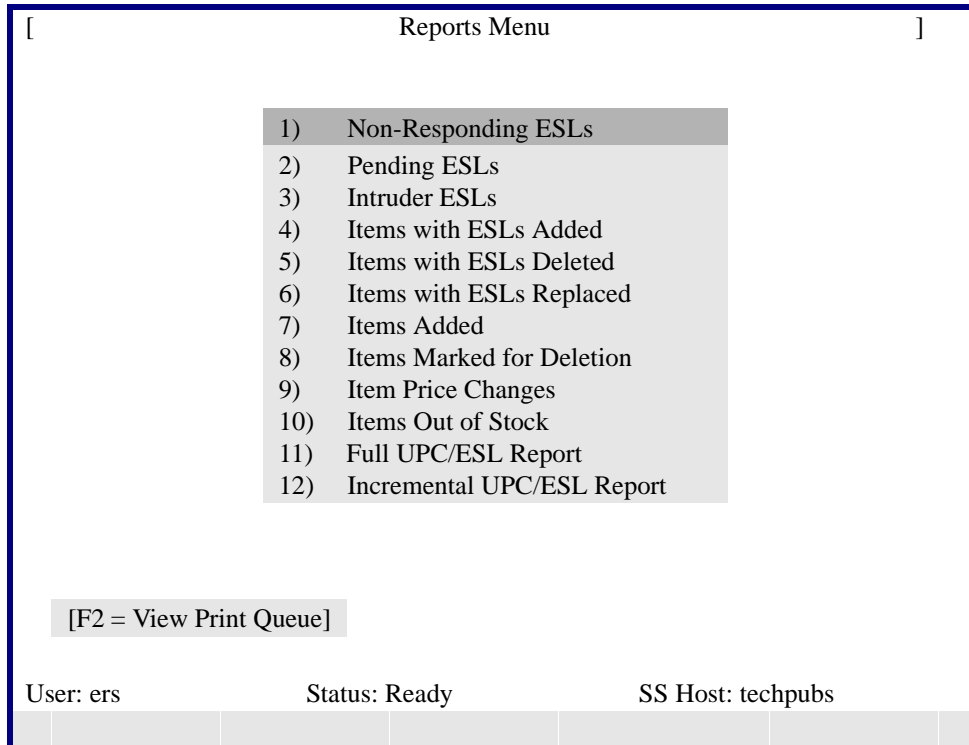 [ Reports Menu ]
1) Non-Responding ESLs
2) Pending ESLs
3) Intruder ESLs
4) Items with ESLs Added
5) Items with ESLs Deleted
6) Items with ESLs Replaced
7) Items Added
8) Items Marked for Deletion
9) Item Price Changes
10) Items Out of Stock
11) Full UPC/ESL Report
12) Incremental UPC/ESL Report
[F2 = View Print Queue]
User: ers Status: Ready SS Host: techpubs